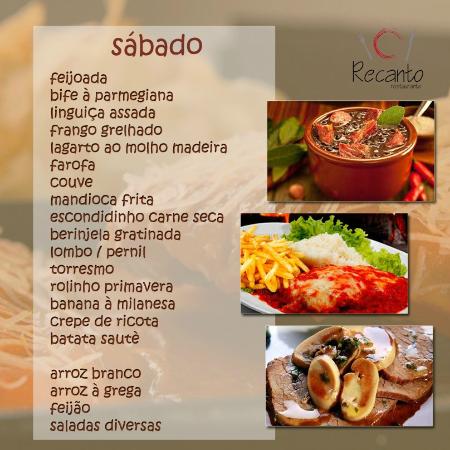 sábado
feijoada
bife à parmegiana
linguiça assada
frango grelhado
lagarto ao molho madeira
farofa
couve
mandioca frita
escondidinho carne seca
berinjela gratinada
lombo / pernil
torresmo
rolinho primavera
banana à milanesa
crepe de ricota
batata sautè
arroz branco
arroz à grega
feijão
saladas diversas
Recanto
restaurante